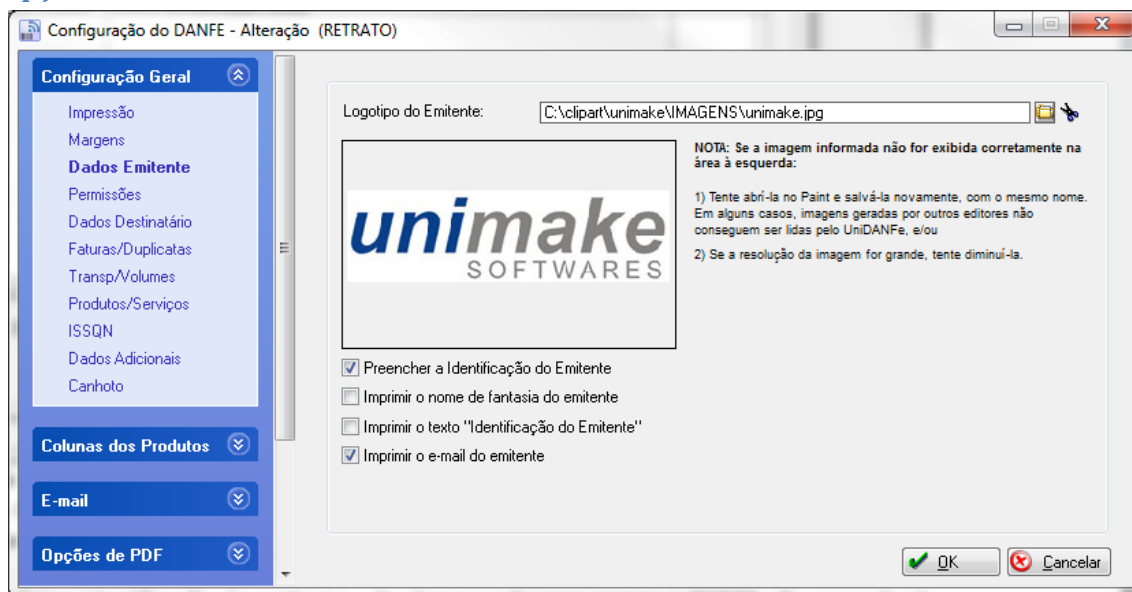 Configuração do DANFE - Alteração (RETRATO)
Configuração Geral
Impressão
Margens
Dados Emitente
Permissões
Dados Destinatário
Faturas/Duplicatas
Transp/Volumes
Produtos/Serviços
ISSQN
Dados Adicionais
Canhoto
Colunas dos Produtos
E-mail
Opções de PDF
Logotipo do Emitente:
C:\clipart\unimake\IMAGENS\unimake.jpg
unimake
SOFTWARES
NOTA: Se a imagem informada não for exibida corretamente na
área à esquerda:
1) Tente abrí-la no Paint e salvá-la novamente, com o mesmo nome.
Em alguns casos, imagens geradas por outros editores não
conseguem ser lidas pelo UniDANFe, e/ou
2) Se a resolução da imagem for grande, tente diminuí-la.
Preencher a Identificação do Emitente
Imprimir o nome de fantasia do emitente
Imprimir o texto "Identificação do Emitente"
Imprimir o e-mail do emitente
OK
Cancelar